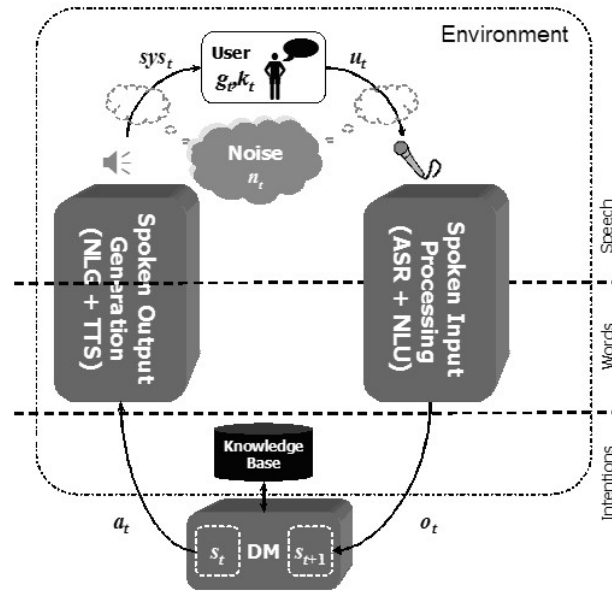 Environment
sys_t
User
g_t,k_t
u_t
Noise
n_t
Spoken Output
Generation
(NLG + TTS)
Spoken Input
Processing
(ASR + NLU)
Speech
Words
Intentions
Knowledge
Base
a_t
s_t
DM
s_{t+1}
o_t